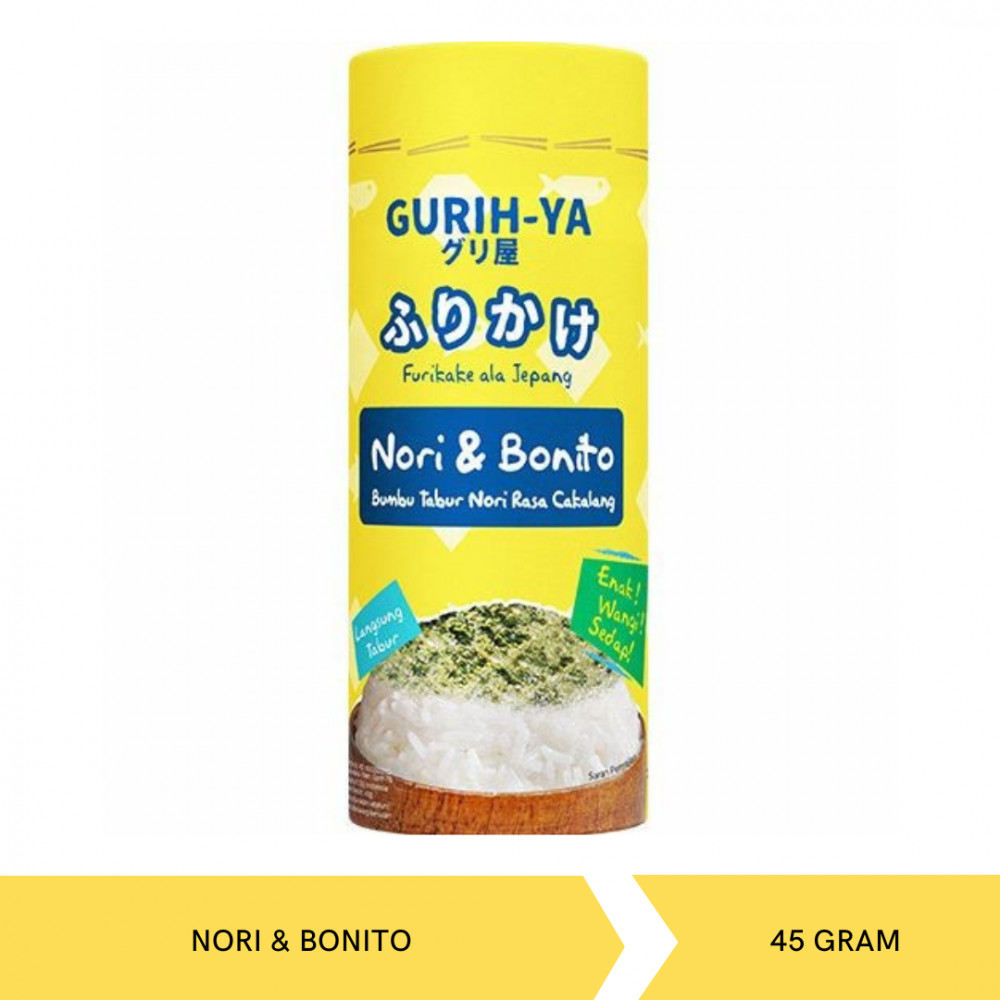 GURIH-YA
グリ屋
ふりかけ
Furikake ala Jepang
Nori & Bonito
Bumbu Tabur Nori Rasa Cakalang
Enak!
Wangi!
Sedap!
Langsung
Tabur
Saran
NORI & BONITO
45 GRAM